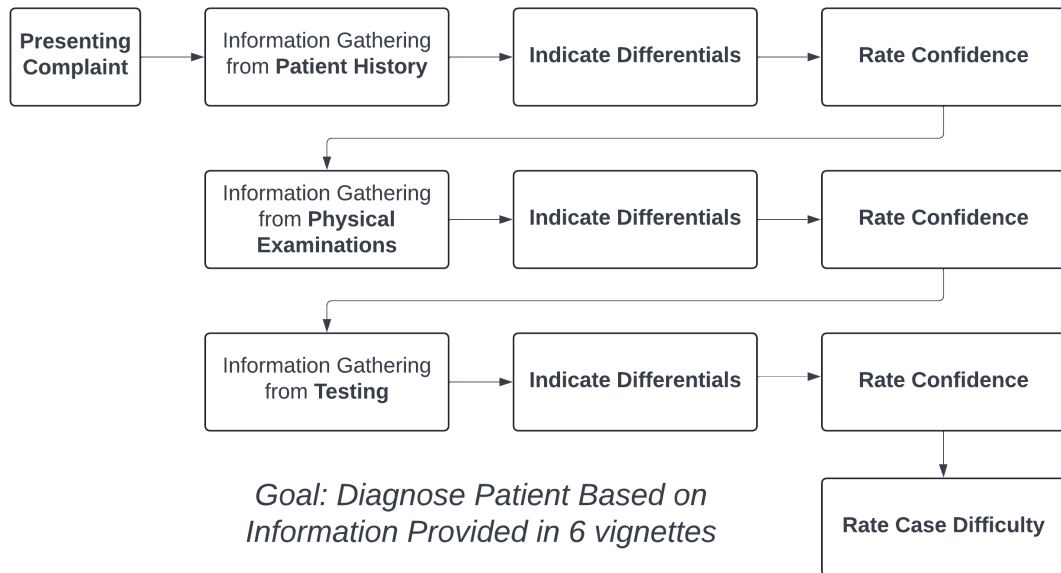 Presenting
Complaint
Information Gathering
from Patient History
Indicate Differentials
Rate Confidence
Information Gathering
from Physical
Examinations
Indicate Differentials
Rate Confidence
Information Gathering
from Testing
Indicate Differentials
Rate Confidence
Goal: Diagnose Patient Based on
Information Provided in 6 vignettes
Rate Case Difficulty